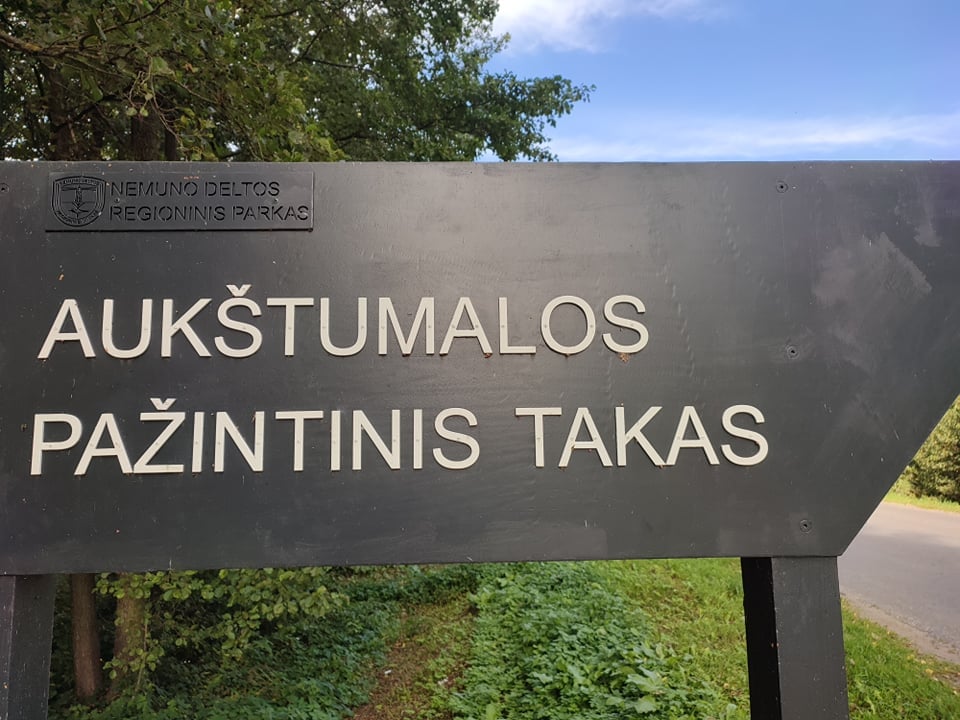 NEMUNO DELTOS
REGIONINIS PARKAS
AUKŠTUMALOS
PAŽINTINIS TAKAS